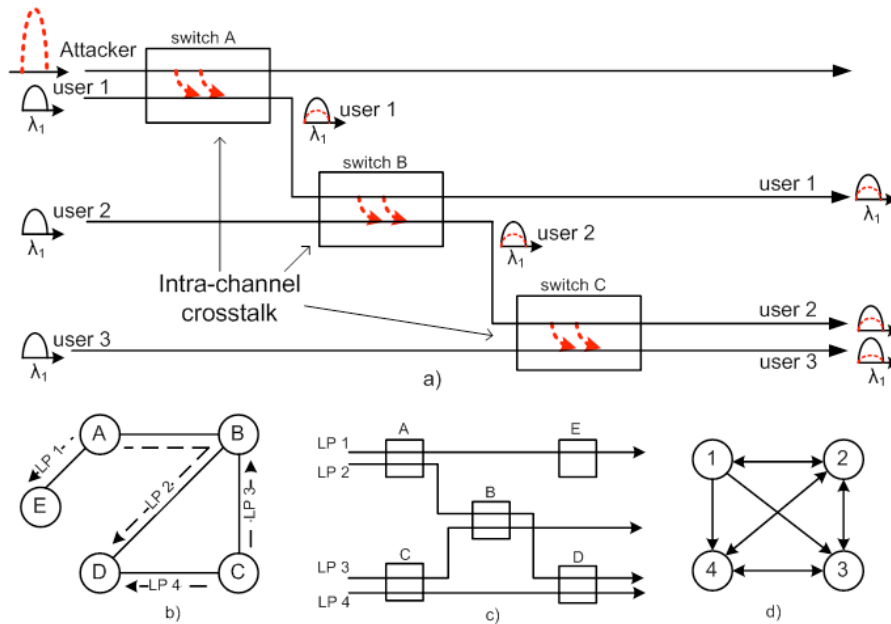 switch A
Attacker
user 1
λ1
user 1
λ1
switch B
user 1
λ1
user 2
λ1
user 2
λ1
Intra-channel
crosstalk
switch C
user 2
user 3
λ1
user 3
λ1
a)
A
B
LP 1
LP 2
LP 3
E
D
C
LP 4
b)
A
E
LP 1
LP 2
B
C
D
LP 3
LP 4
c)
1
2
4
3
d)